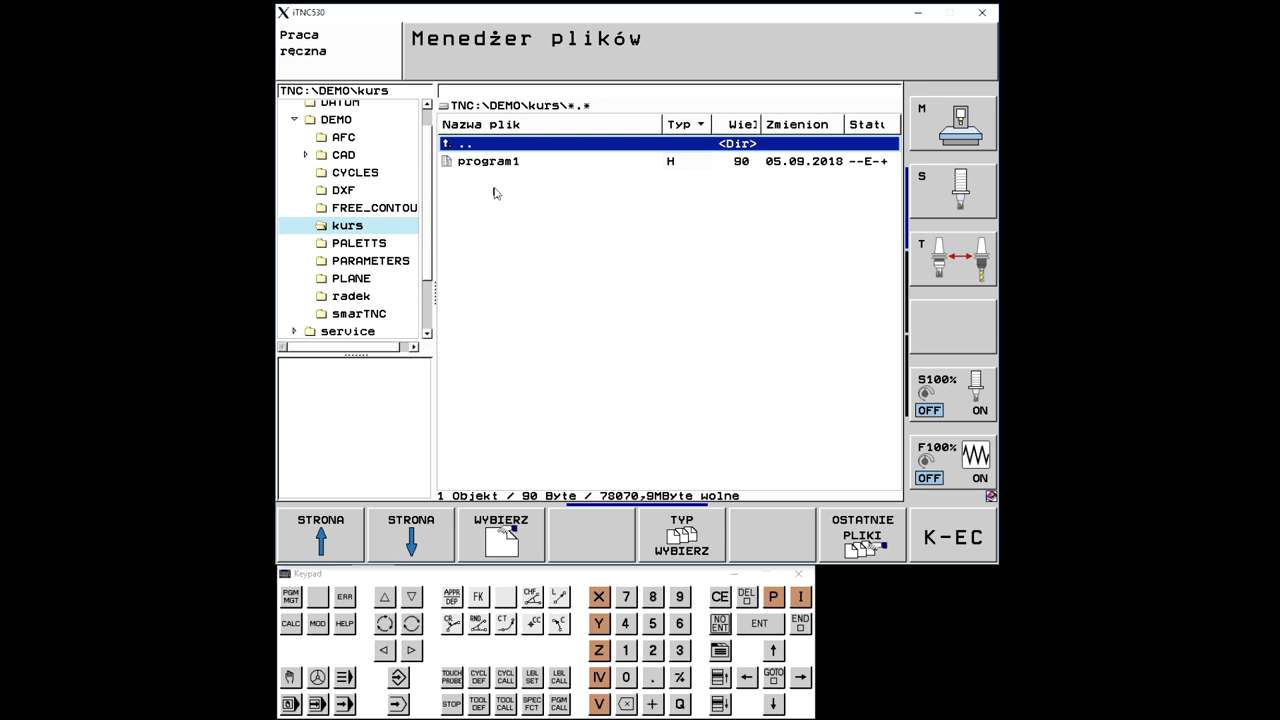 iTNC530
Praca
ręczna
Menedżer plików
TNC:\DEMO\kurs
DATUM
DEMO
AFC
CAD
CYCLES
DXF
FREE_CONTOU
kurs
PALETTS
PARAMETERS
PLANE
radek
smarTNC
service
TNC:\DEMO\kurs\*.*
Nazwa plik Typ Wie Zmienion Statu
.. <Dir>
program1 H 90 05.09.2018 --E-+
1 Objekt / 90 Byte / 78070,9MByte wolne
M
S
T
S100%
OFF ON
F100%
OFF ON
STRONA STRONA WYBIERZ TYP WYBIERZ OSTATNIE PLIKI K-EC
Keypad
PGM MGT ERR APPR DEP FK CHF L X 7 8 9 CE DEL P I
CALC MOD HELP CR RND CT CC C Y 4 5 6 NO ENT ENT END
Z 1 2 3
TOUCH PROBE CYCL DEF CYCL CALL LBL SET LBL CALL IV 0 . GOTO
STOP TOOL DEF TOOL CALL SPEC FCT PGM CALL V + Q